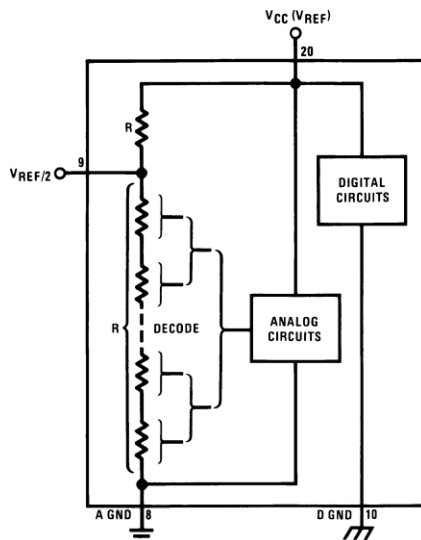 VCC (VREF)
20
R
9
VREF/2
DIGITAL
CIRCUITS
R
DECODE
ANALOG
CIRCUITS
A GND
8
D GND
10